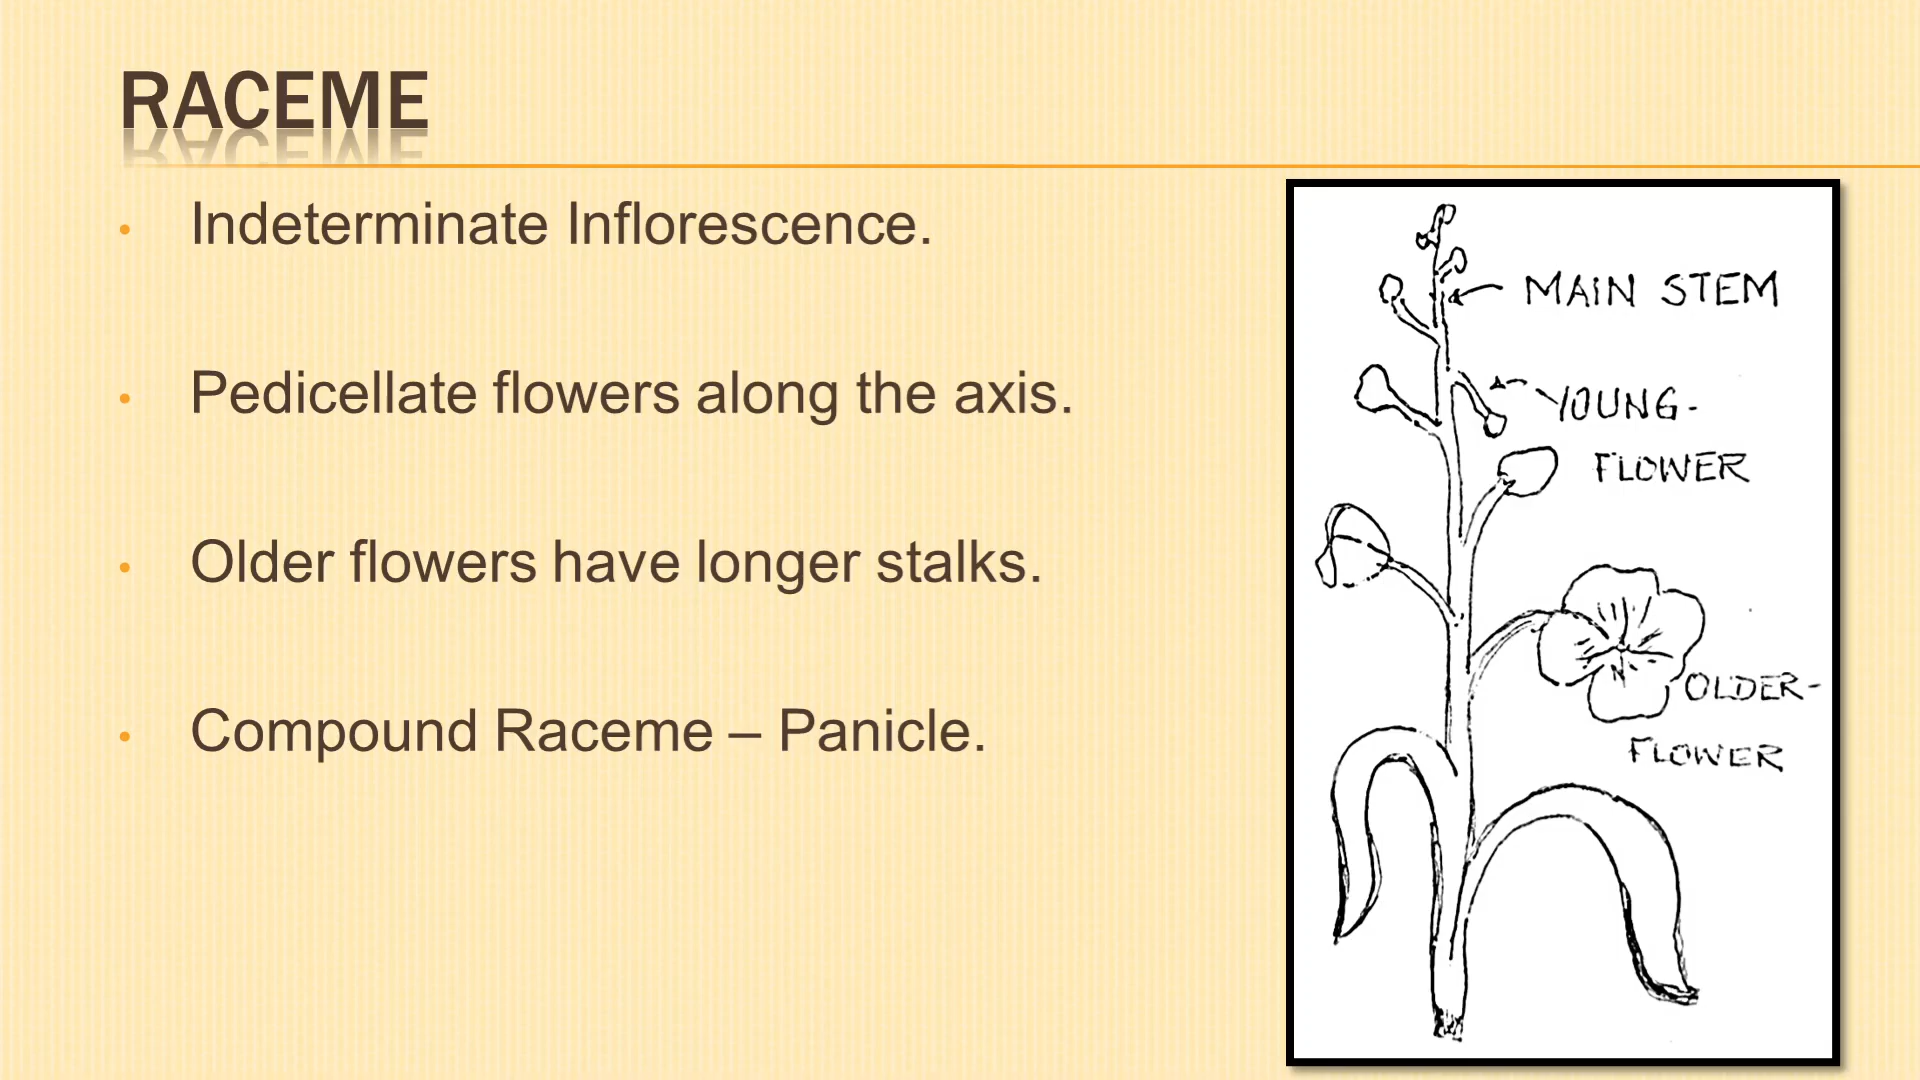 RACEME
• Indeterminate Inflorescence.
• Pedicellate flowers along the axis.
• Older flowers have longer stalks.
• Compound Raceme – Panicle.
MAIN STEM
YOUNG-
FLOWER
OLDER-
FLOWER